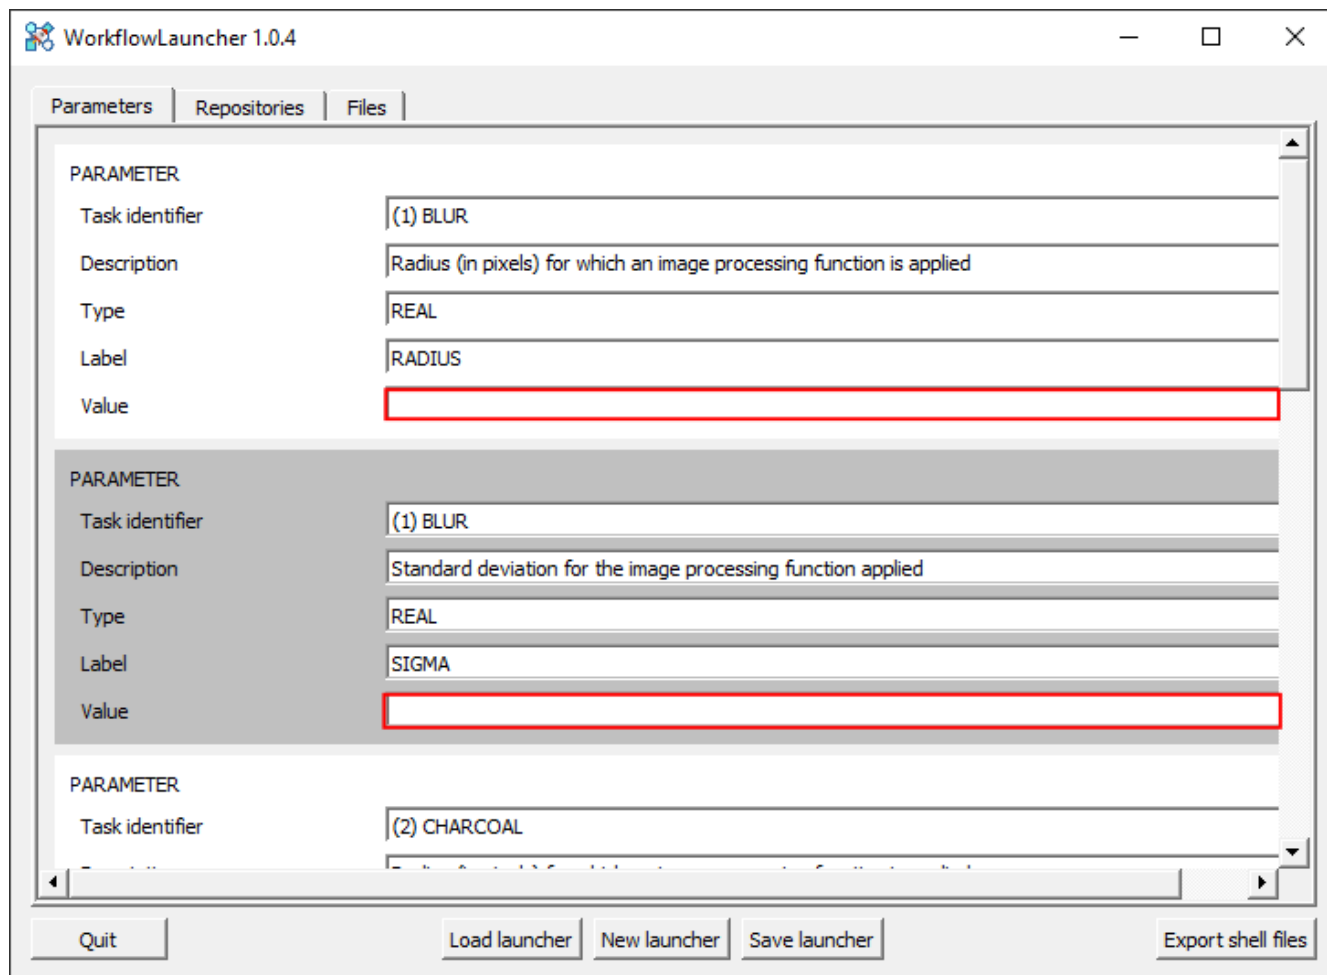 WorkflowLauncher 1.0.4
Parameters Repositories Files
PARAMETER
Task identifier (1) BLUR
Description Radius (in pixels) for which an image processing function is applied
Type REAL
Label RADIUS
Value
PARAMETER
Task identifier (1) BLUR
Description Standard deviation for the image processing function applied
Type REAL
Label SIGMA
Value
PARAMETER
Task identifier (2) CHARCOAL
Quit Load launcher New launcher Save launcher Export shell files